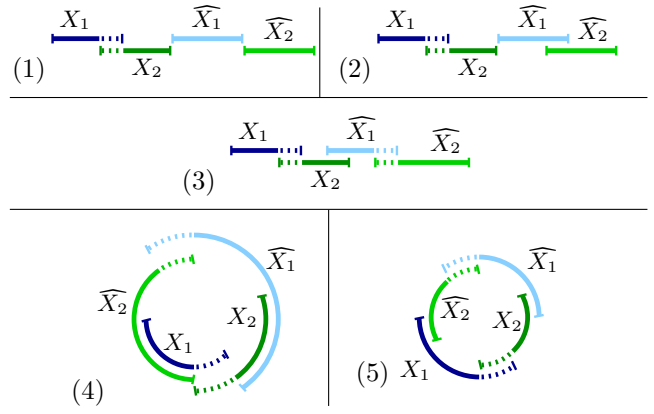 X₁ X̂₁ X̂₂
(1) X₂
X₁ X̂₁ X̂₂
(2) X₂
X₁ X̂₁ X̂₂
(3) X₂
X̂₁
X̂₂ X₂
X₁
(4)
X̂₁
X̂₂ X₂
X₁ (5)